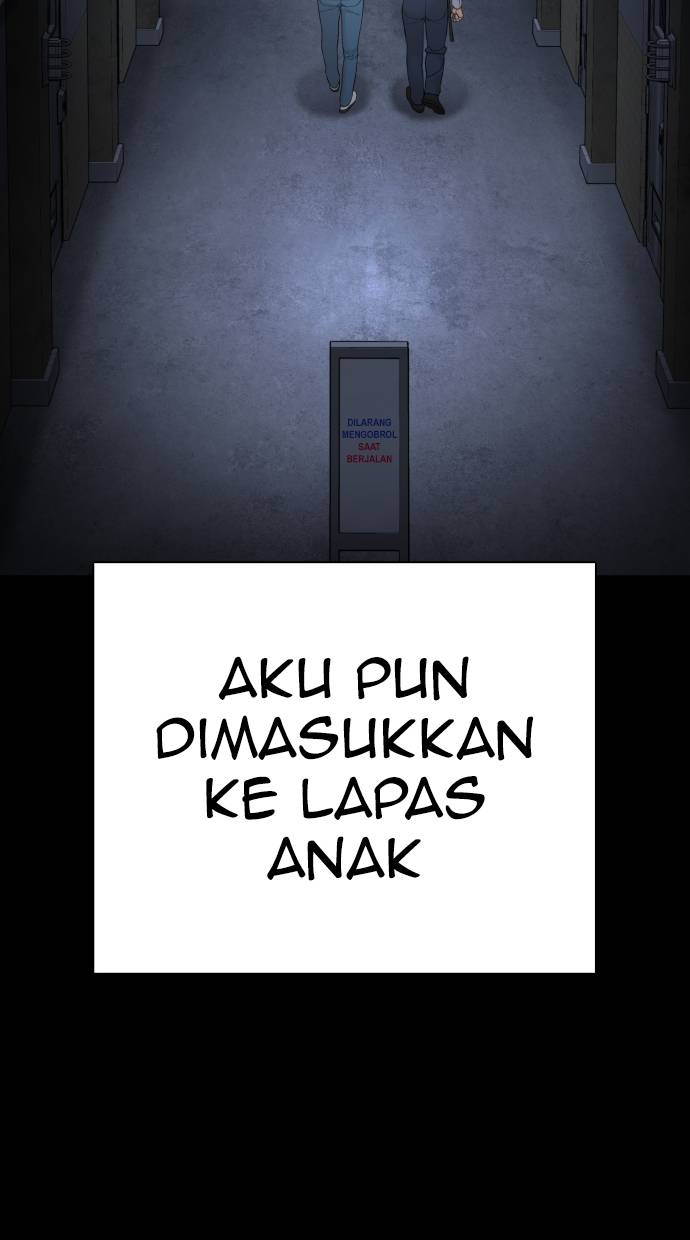 DILARANG
MENGOBROL
SAAT
BERJALAN
AKU PUN
DIMASUKKAN
KE LAPAS
ANAK